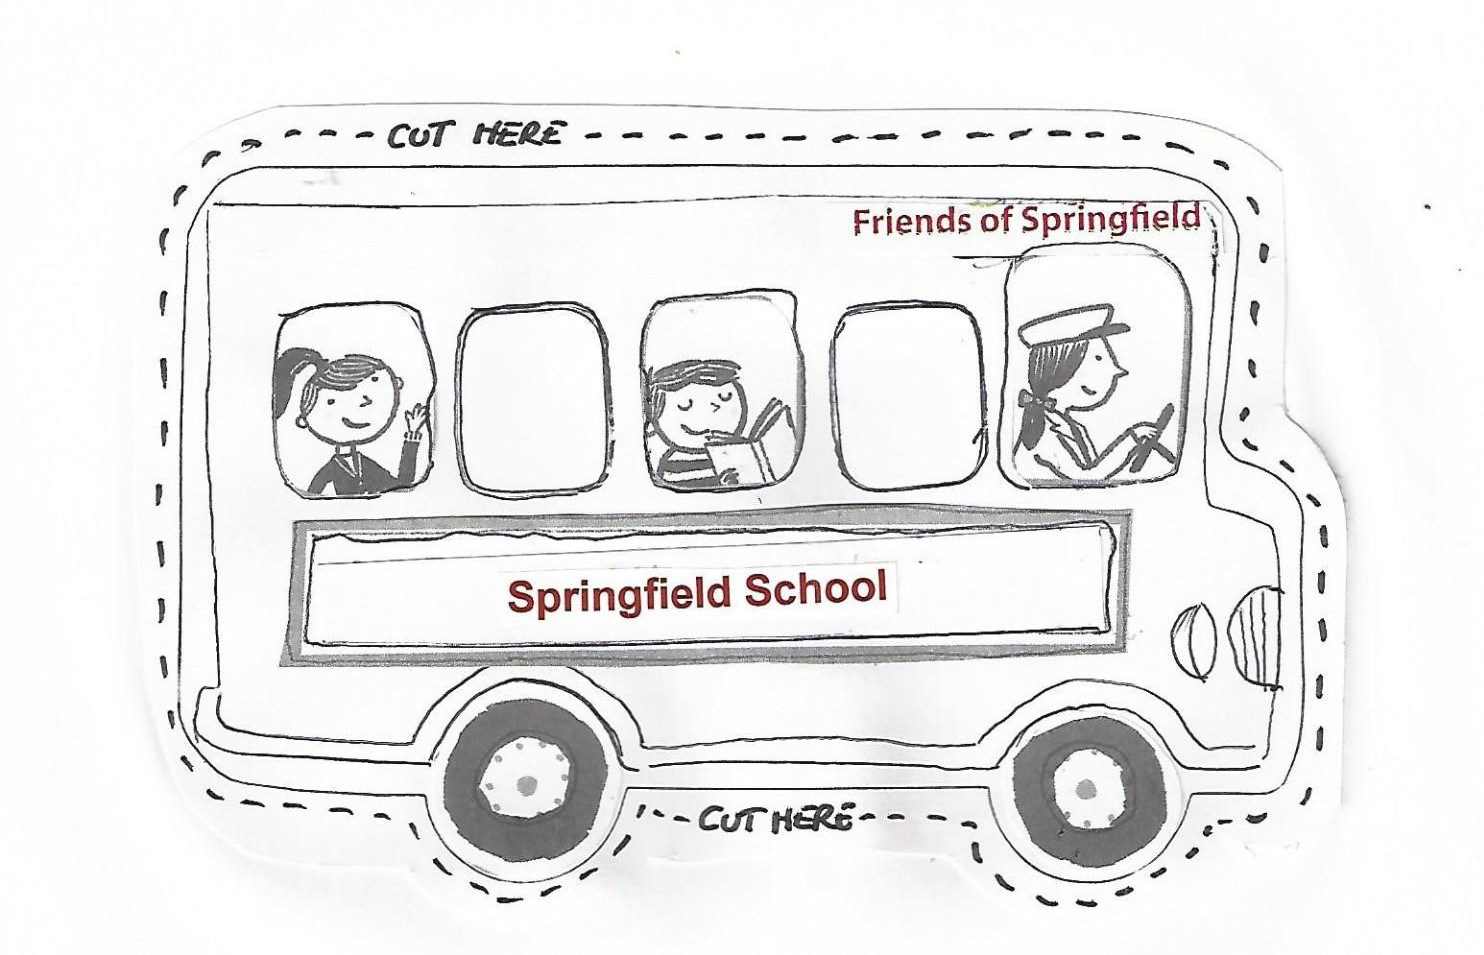 CUT HERE
Friends of Springfield
Springfield School
CUT HERE